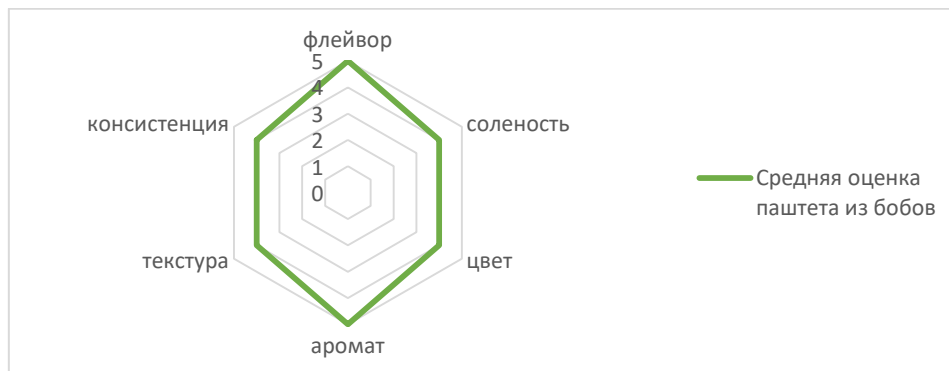 флейвор
5
4
3
2
1
0
консистенция
соленость
текстура
цвет
аромат
Средняя оценка
паштета из бобов